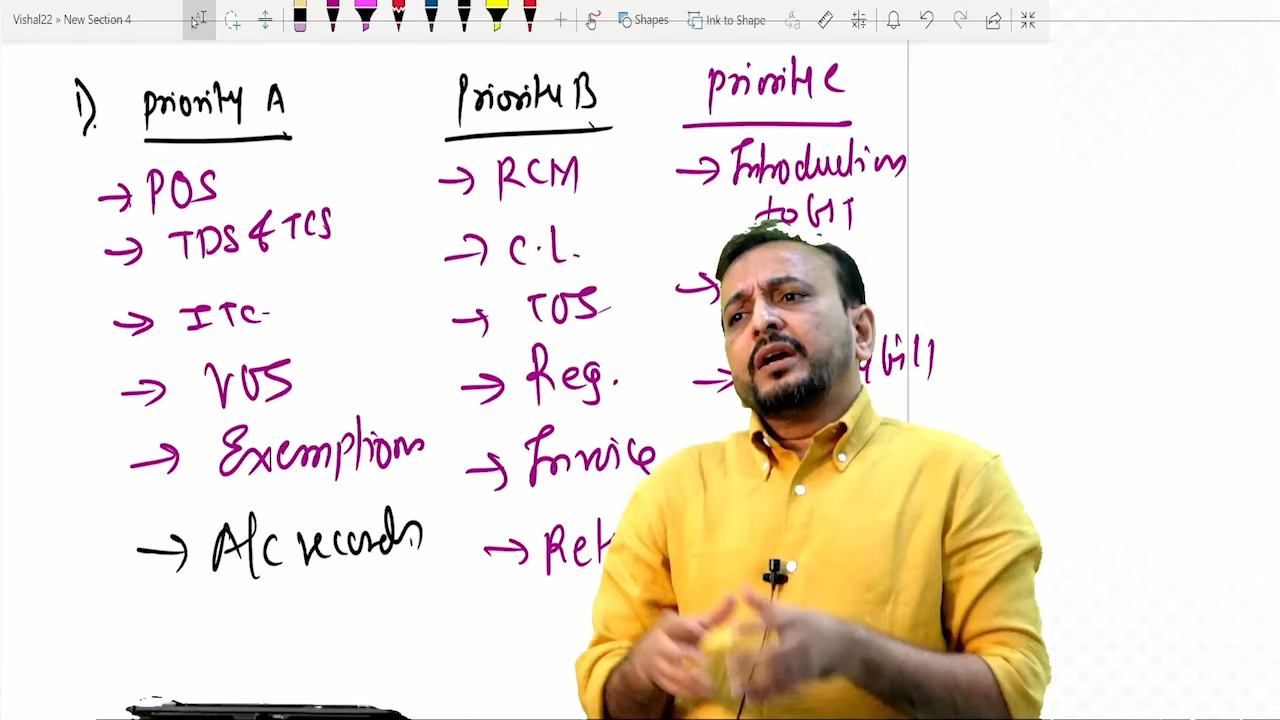 Vishal22 » New Section 4
Shapes
Ink to Shape
1).
Priority A
→ POS
→ TDS & TCS
→ ITC
→ VOS
→ Exemptions
→ A/c records
Priority B
→ RCM
→ C.L.
→ TOS
→ Reg.
→ Invoice
→ Ret
Priority C
→ Introduction
to GST
→
→